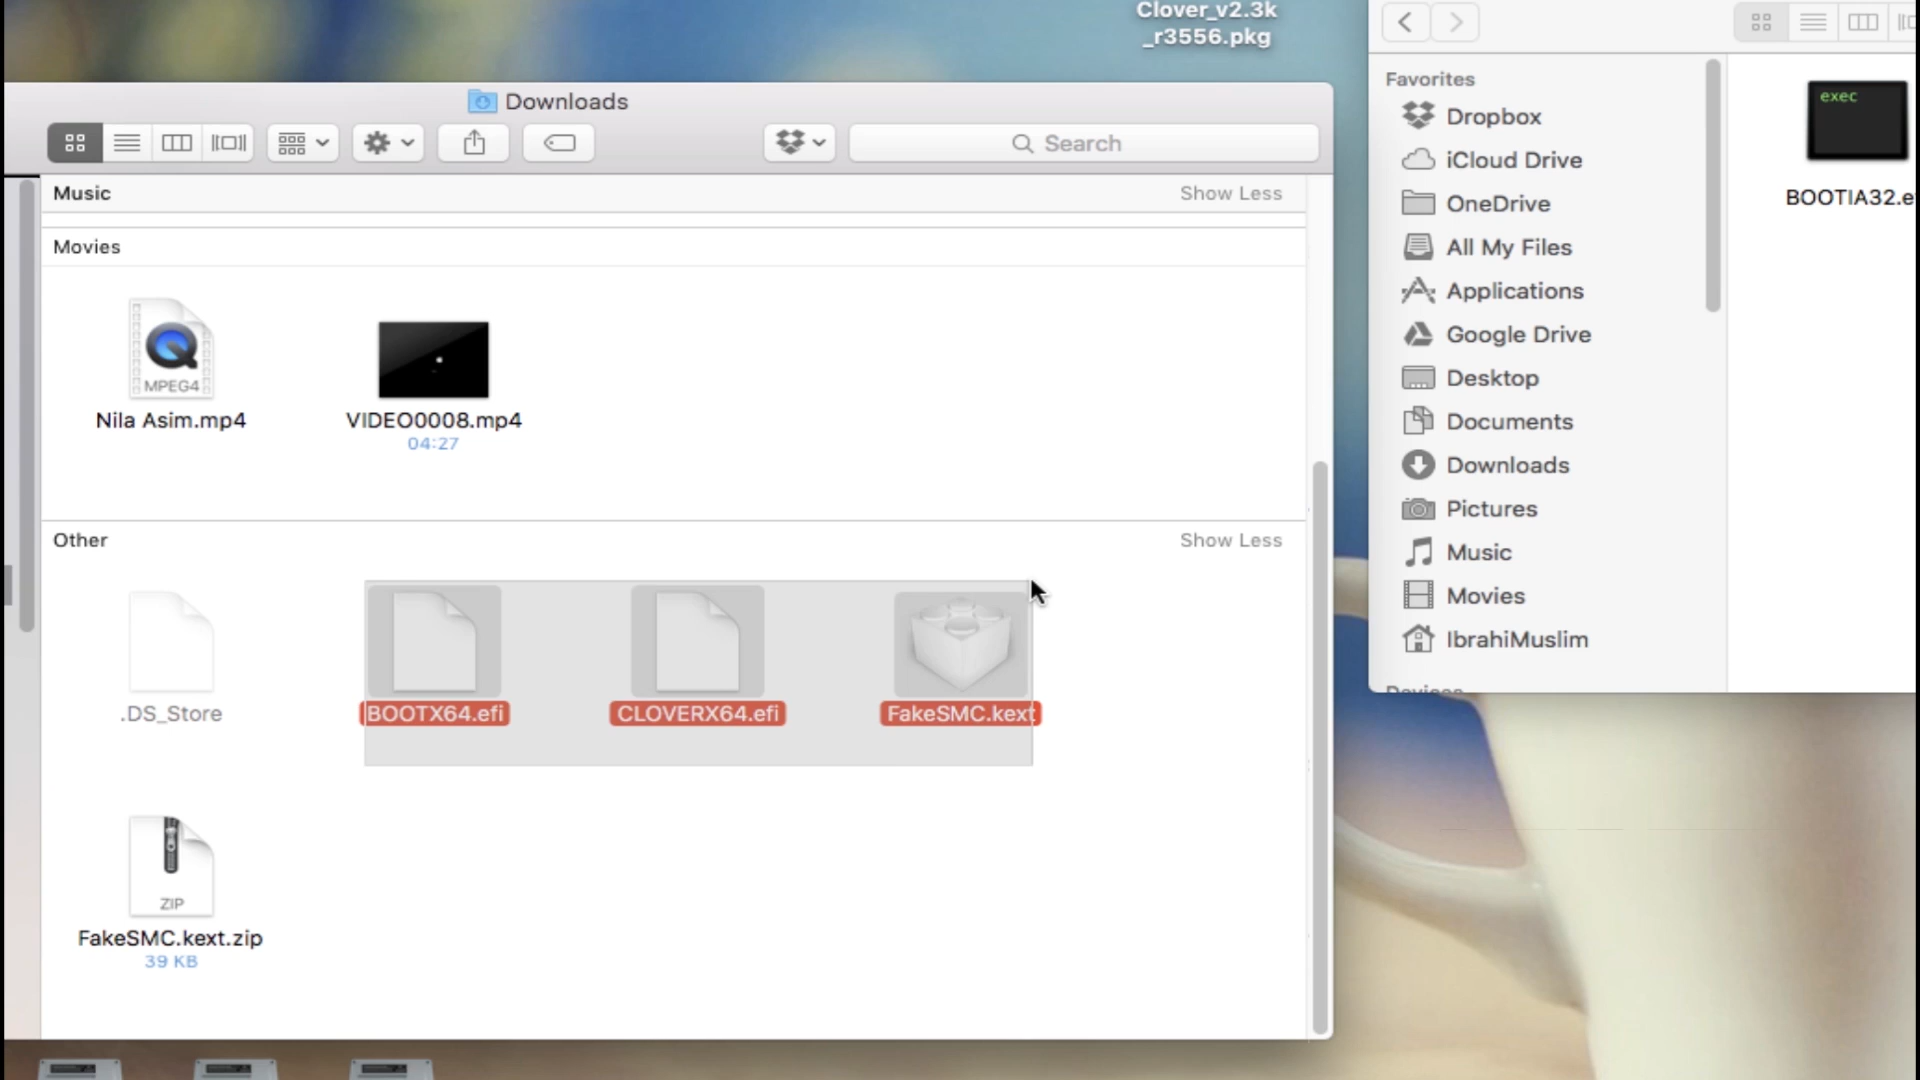 Clover_v2.3k
_r3556.pkg
Downloads
Search
Music
Show Less
Movies
MPEG4
Nila Asim.mp4
VIDEO0008.mp4
04:27
Other
Show Less
.DS_Store
BOOTX64.efi
CLOVERX64.efi
FakeSMC.kext
ZIP
FakeSMC.kext.zip
39 KB
Favorites
Dropbox
iCloud Drive
OneDrive
All My Files
Applications
Google Drive
Desktop
Documents
Downloads
Pictures
Music
Movies
IbrahiMuslim
exec
BOOTIA32.e